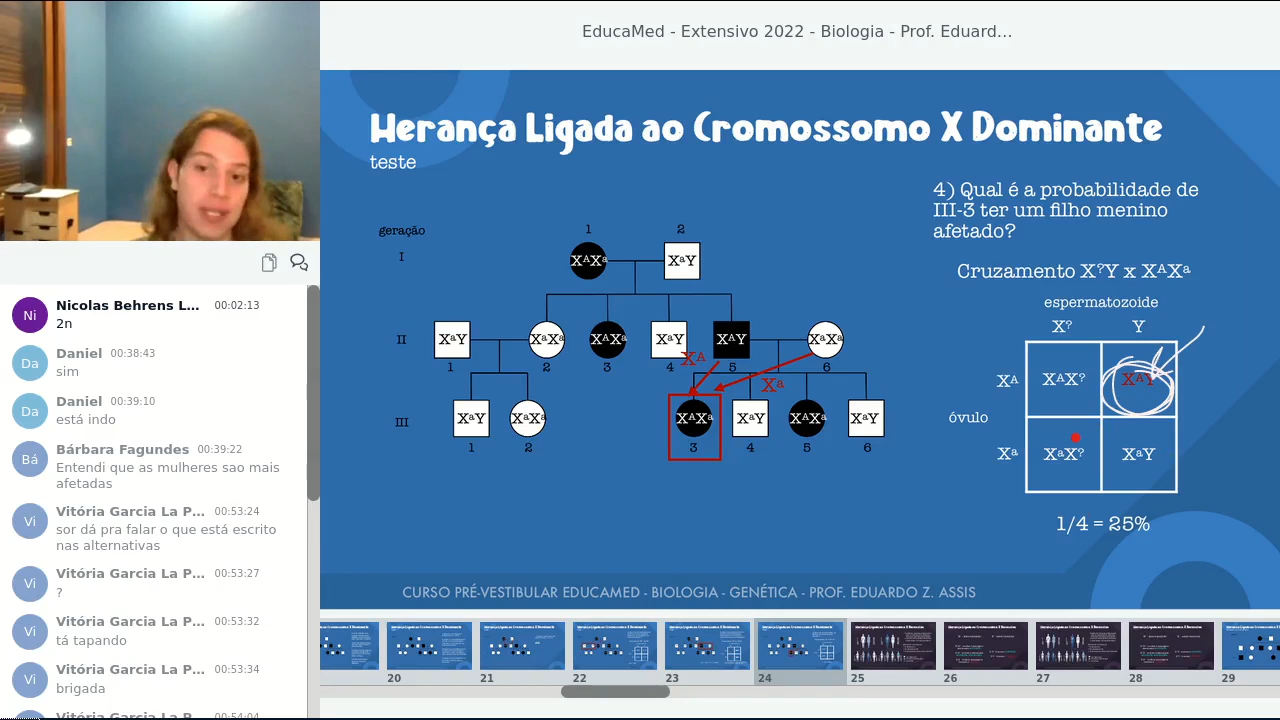 EducaMed - Extensivo 2022 - Biologia - Prof. Eduard...
Herança Ligada ao Cromossomo X Dominante
teste
geração
1 2
I
XᴬXᵃ XᵃY
II
XᵃY XᵃXᵃ XᴬXᵃ XᵃY XᴬY XᵃXᵃ
1 2 3 4 5 6
Xᴬ Xᵃ
III
XᵃY XᵃXᵃ XᴬXᵃ XᵃY XᴬXᵃ XᵃY
1 2 3 4 5 6
4) Qual é a probabilidade de
III-3 ter um filho menino
afetado?
Cruzamento X?Y x XᴬXᵃ
espermatozoide
X? Y
Xᴬ XᴬX? XᴬY
óvulo
Xᵃ XᵃX? XᵃY
1/4 = 25%
CURSO PRÉ-VESTIBULAR EDUCAMED - BIOLOGIA - GENÉTICA - PROF. EDUARDO Z. ASSIS
Ni Nicolas Behrens L... 00:02:13
2n
Da Daniel 00:38:43
sim
Da Daniel 00:39:10
está indo
Bá Bárbara Fagundes 00:39:22
Entendi que as mulheres sao mais
afetadas
Vi Vitória Garcia La P... 00:53:24
sor dá pra falar o que está escrito
nas alternativas
Vi Vitória Garcia La P... 00:53:27
?
Vi Vitória Garcia La P... 00:53:32
tá tapando
Vi Vitória Garcia La P... 00:53:34
brigada
Vitória Garcia La P... 00:54:04
20 21 22 23 24 25 26 27 28 29